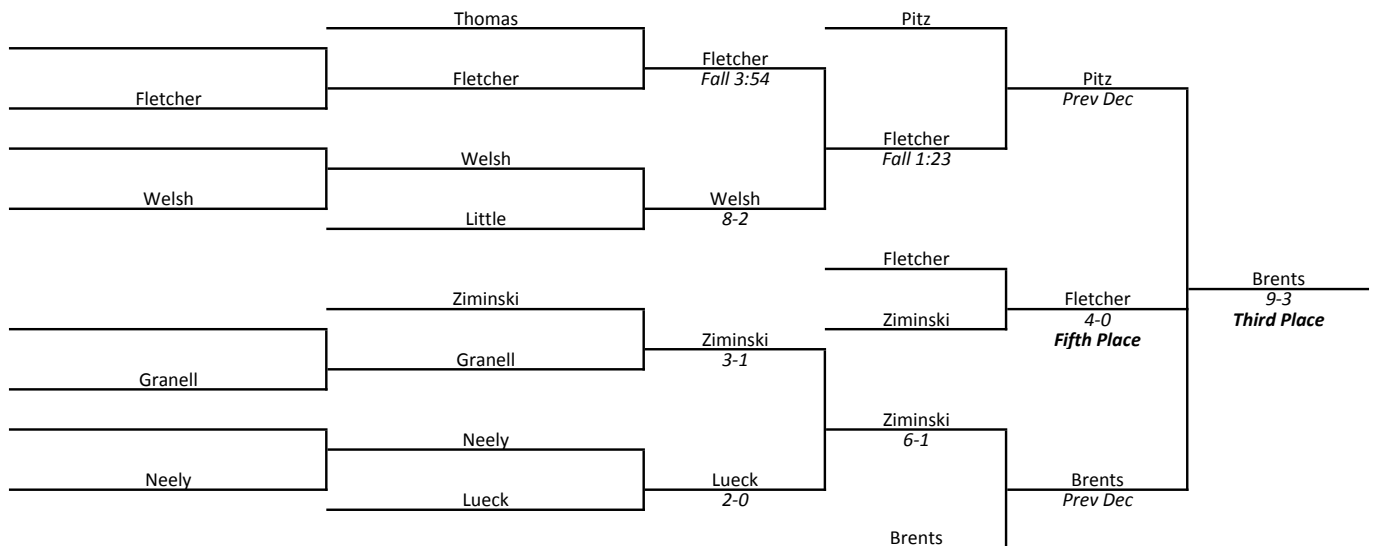 Thomas
Pitz
Fletcher
Fall 3:54
Fletcher
Pitz
Prev Dec
Fletcher
Fletcher
Fall 1:23
Welsh
Welsh
Welsh
8-2
Little
Fletcher
Brents
9-3
Third Place
Ziminski
Fletcher
4-0
Fifth Place
Ziminski
Ziminski
3-1
Granell
Granell
Ziminski
6-1
Neely
Neely
Lueck
2-0
Brents
Prev Dec
Lueck
Brents